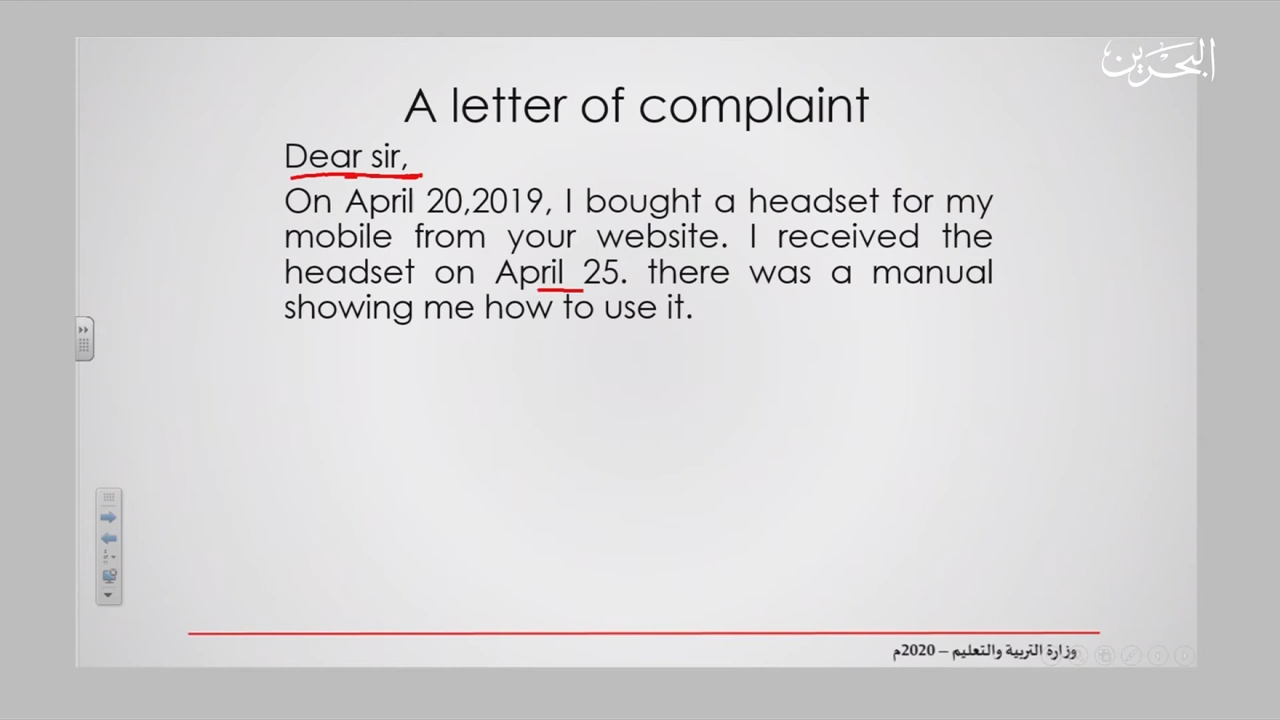 البحرين
A letter of complaint
Dear sir,
On April 20,2019, I bought a headset for my
mobile from your website. I received the
headset on April 25. there was a manual
showing me how to use it.
وزارة التربية والتعليم – 2020م